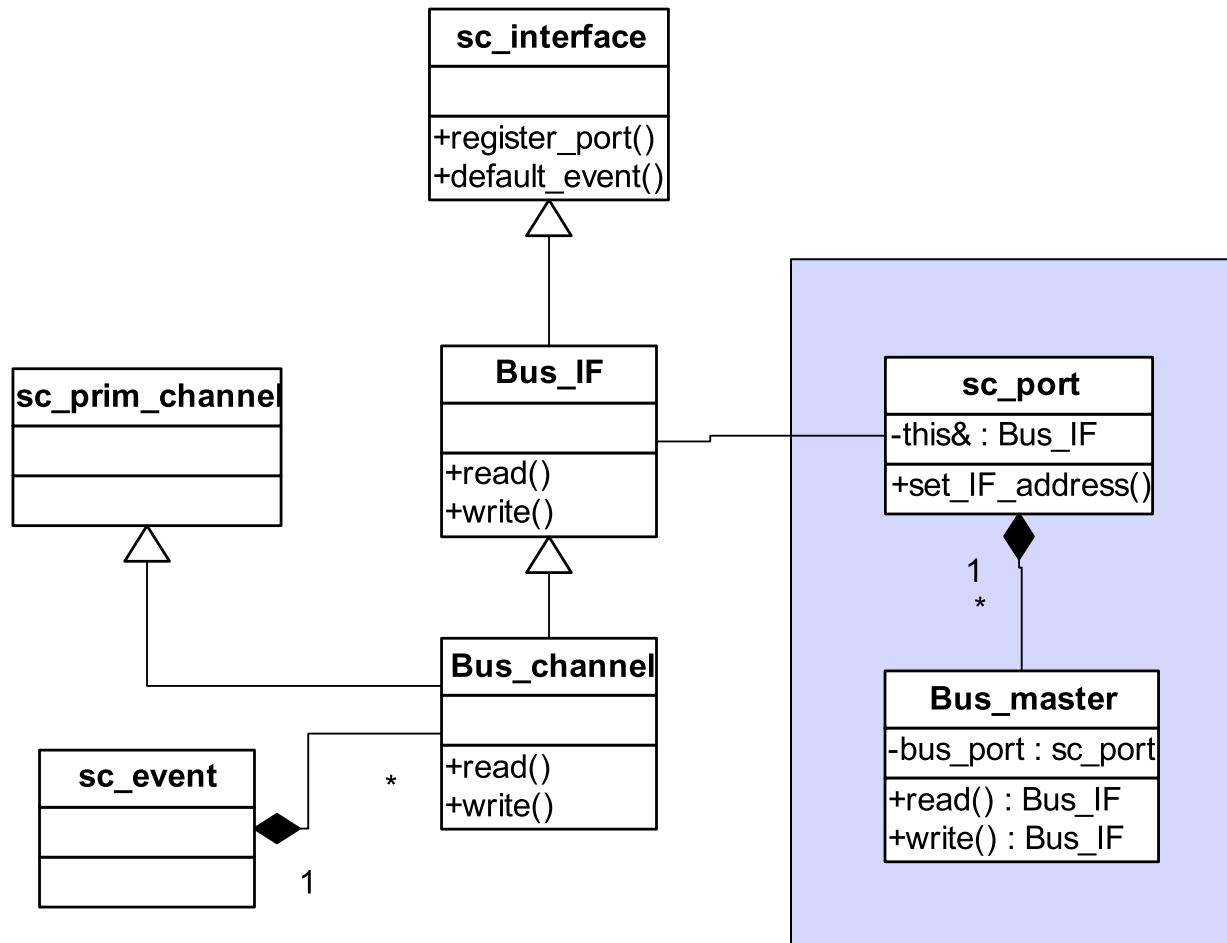 sc_interface
+register_port()
+default_event()
Bus_IF
+read()
+write()
sc_prim_channel
sc_port
-this& : Bus_IF
+set_IF_address()
1
*
Bus_channel
+read()
+write()
Bus_master
-bus_port : sc_port
+read() : Bus_IF
+write() : Bus_IF
sc_event
*
1